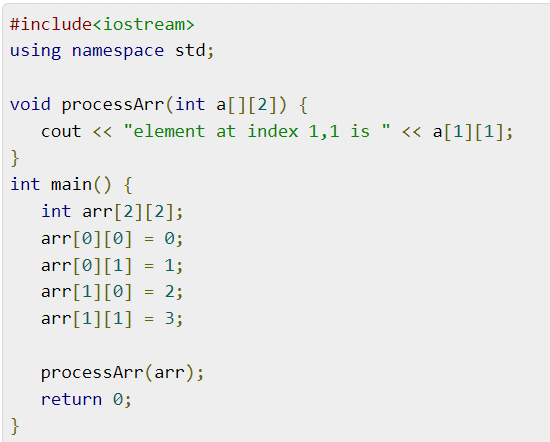 #include<iostream>
using namespace std;
void processArr(int a[][2]) {
cout << "element at index 1,1 is " << a[1][1];
}
int main() {
int arr[2][2];
arr[0][0] = 0;
arr[0][1] = 1;
arr[1][0] = 2;
arr[1][1] = 3;
processArr(arr);
return 0;
}